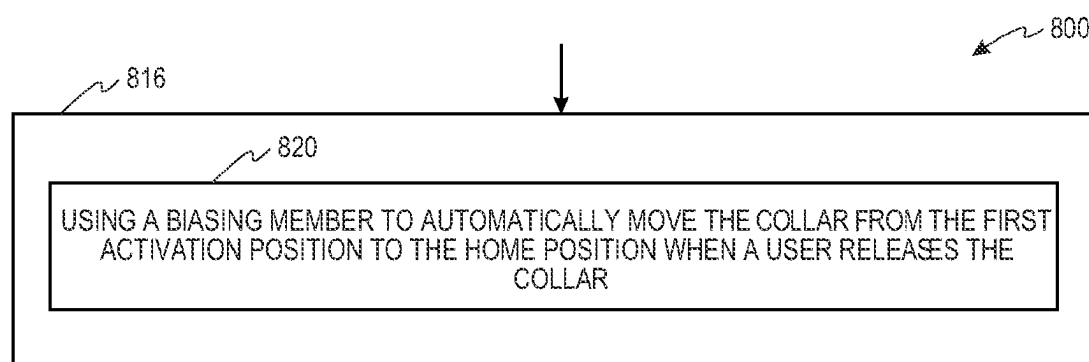 800
816
820
USING A BIASING MEMBER TO AUTOMATICALLY MOVE THE COLLAR FROM THE FIRST
ACTIVATION POSITION TO THE HOME POSITION WHEN A USER RELEASES THE
COLLAR